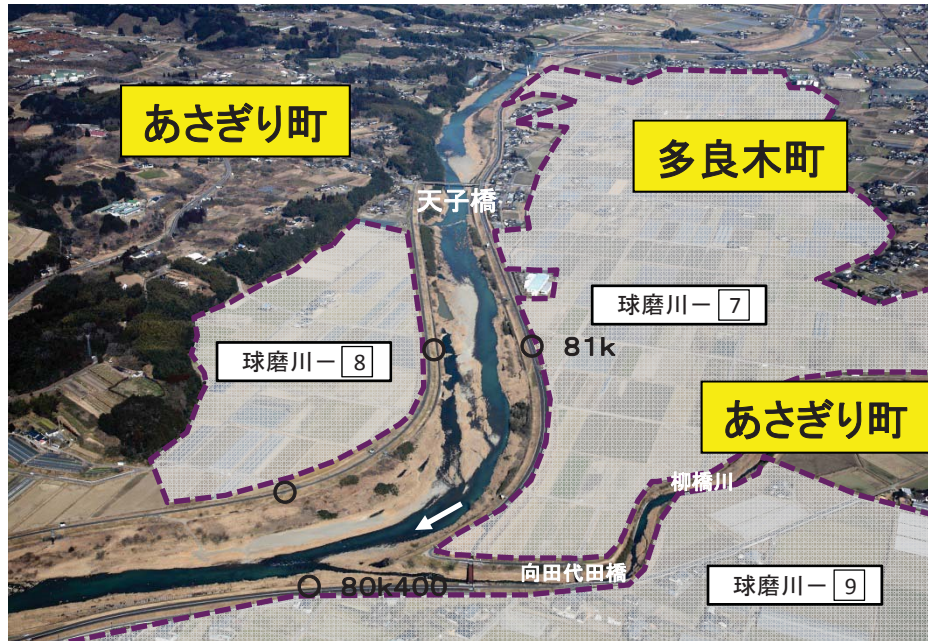 あさぎり町
多良木町
天子橋
球磨川ー7
球磨川ー8
81k
あさぎり町
柳橋川
向田代田橋
80k400
球磨川ー9